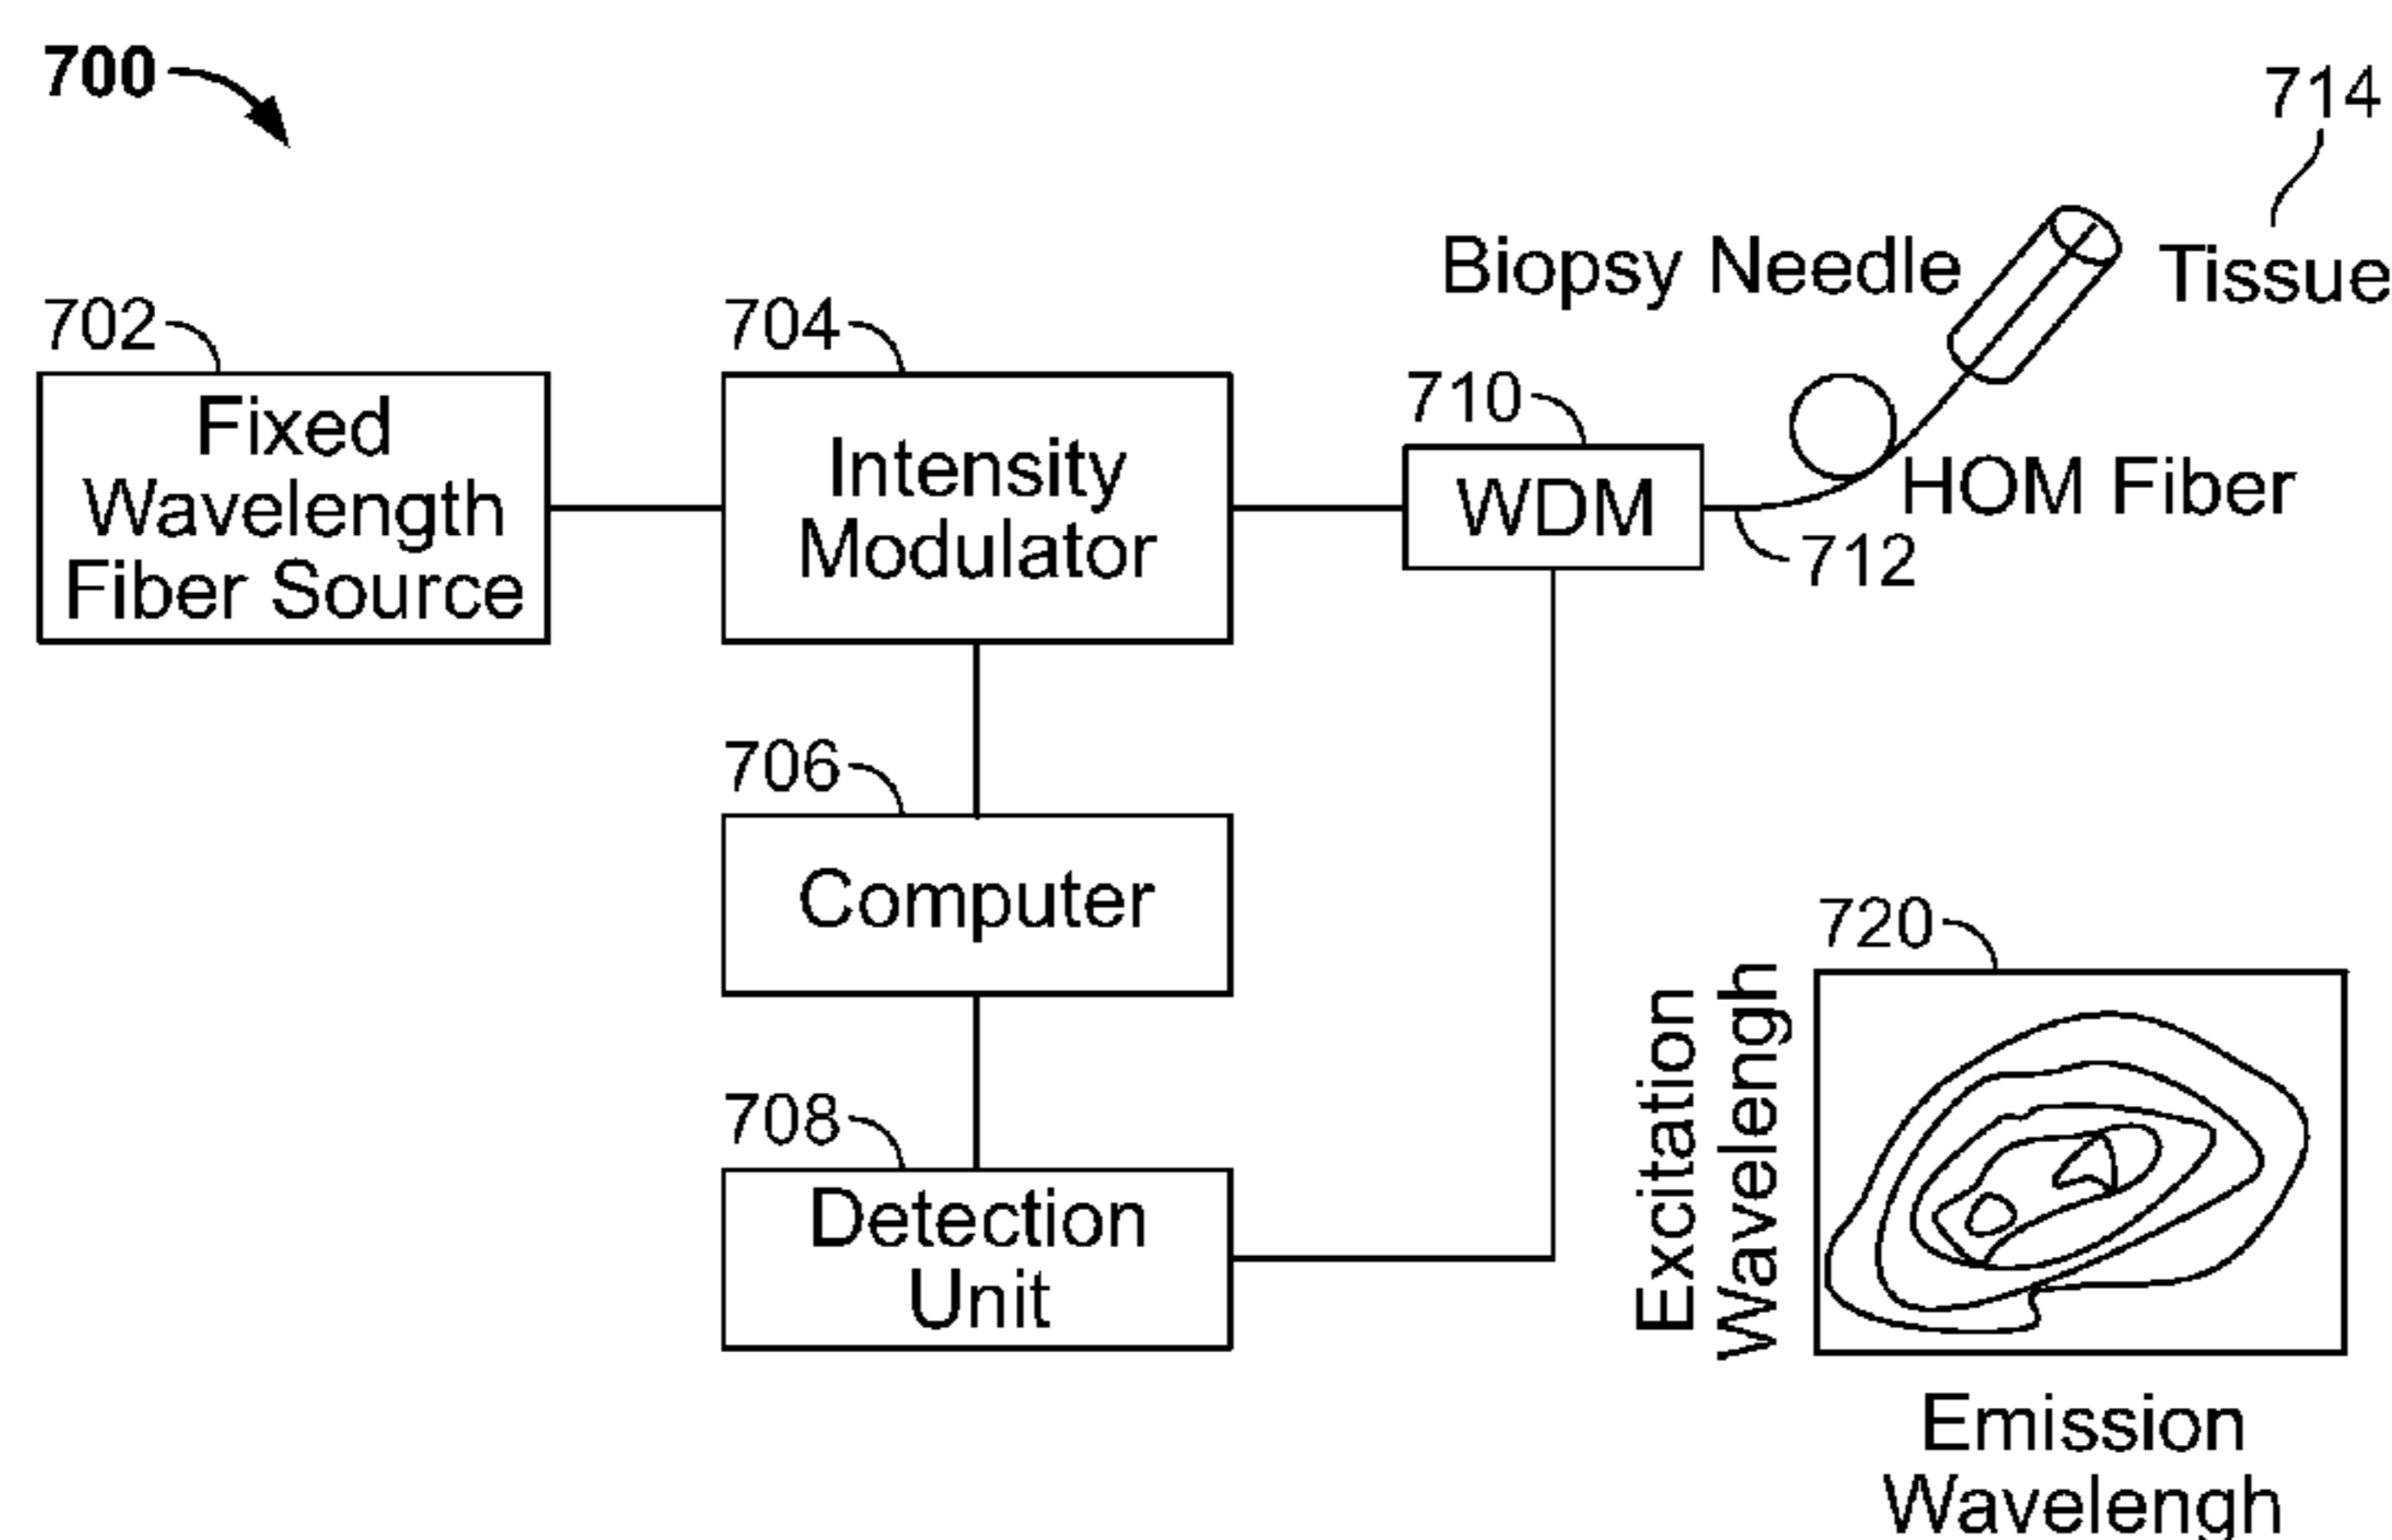 700
714
Biopsy Needle
Tissue
702
704
710
Fixed
Wavelength
Fiber Source
Intensity
Modulator
WDM
HOM Fiber
712
706
Computer
720
708
Detection
Unit
Excitation
Wavelengh
Emission
Wavelengh